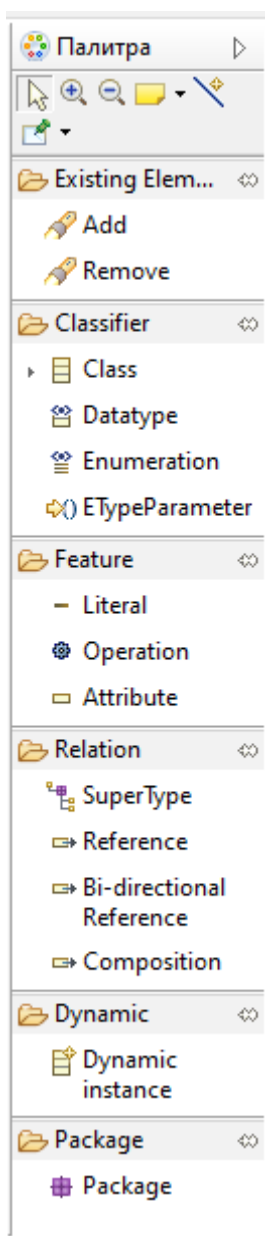 Палитра
Existing Elem...
Add
Remove
Classifier
Class
Datatype
Enumeration
ETypeParameter
Feature
Literal
Operation
Attribute
Relation
SuperType
Reference
Bi-directional
Reference
Composition
Dynamic
Dynamic
instance
Package
Package